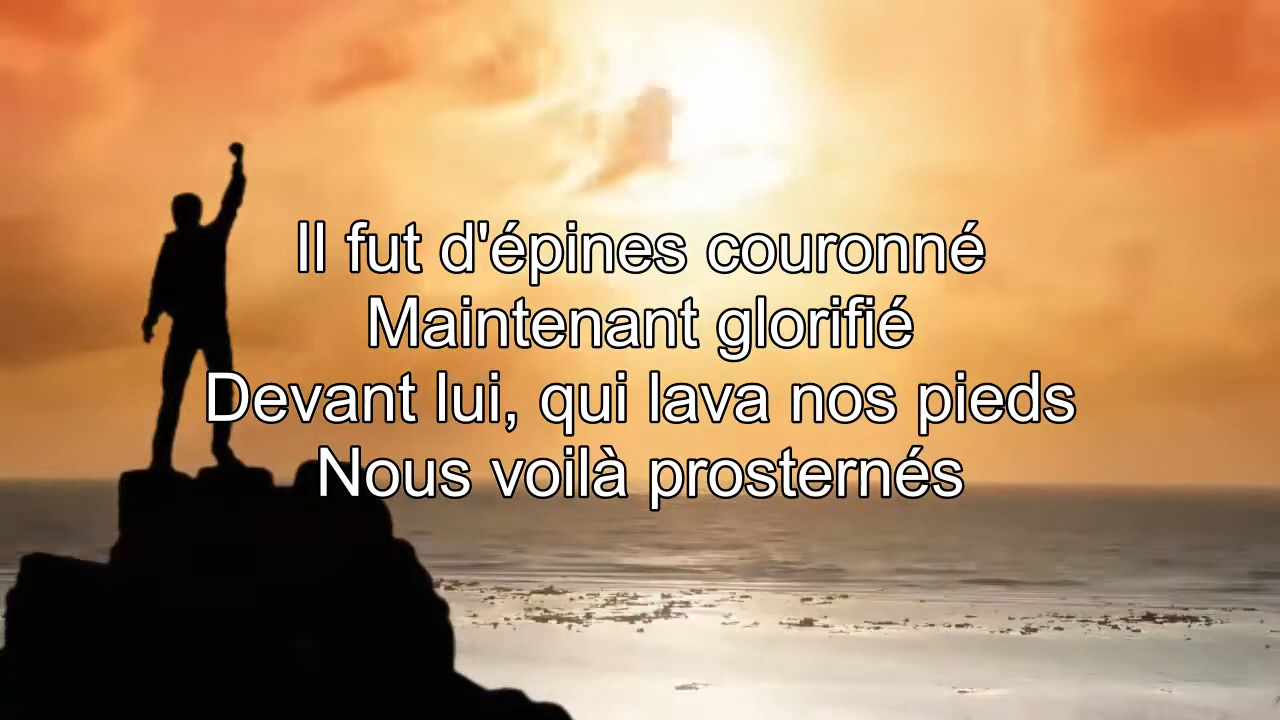 Il fut d'épines couronné
Maintenant glorifié
Devant lui, qui lava nos pieds
Nous voilà prosternés